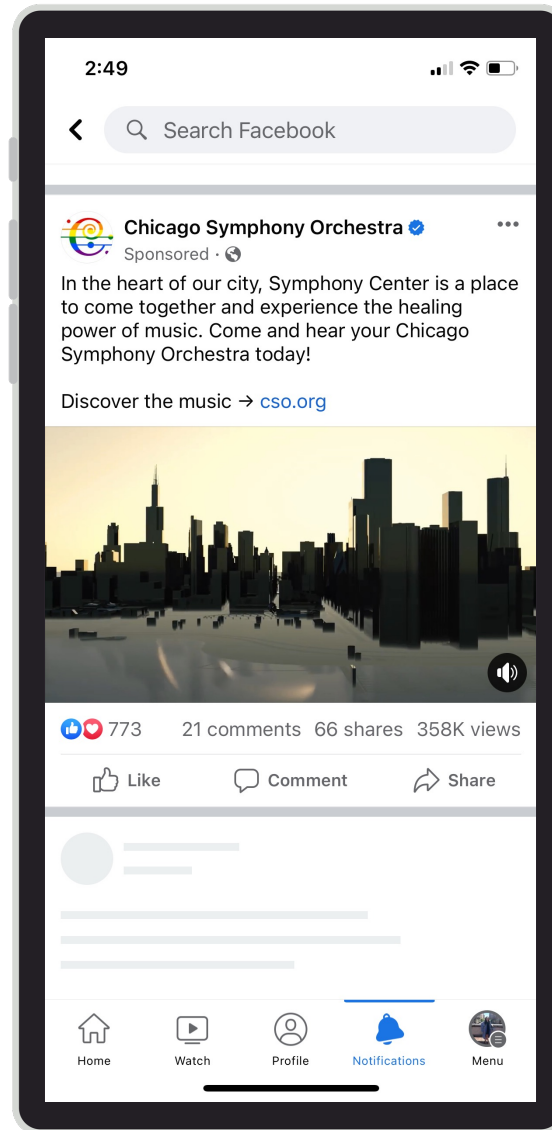 2:49
Search Facebook
Chicago Symphony Orchestra
Sponsored ·
In the heart of our city, Symphony Center is a place
to come together and experience the healing
power of music. Come and hear your Chicago
Symphony Orchestra today!
Discover the music → cso.org
773 21 comments 66 shares 358K views
Like Comment Share
Home Watch Profile Notifications Menu